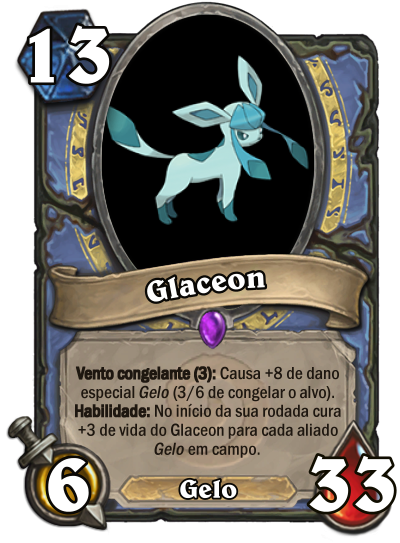 13
Glaceon
Vento congelante (3): Causa +8 de dano
especial Gelo (3/6 de congelar o alvo).
Habilidade: No início da sua rodada cura
+3 de vida do Glaceon para cada aliado
Gelo em campo.
6
Gelo
33